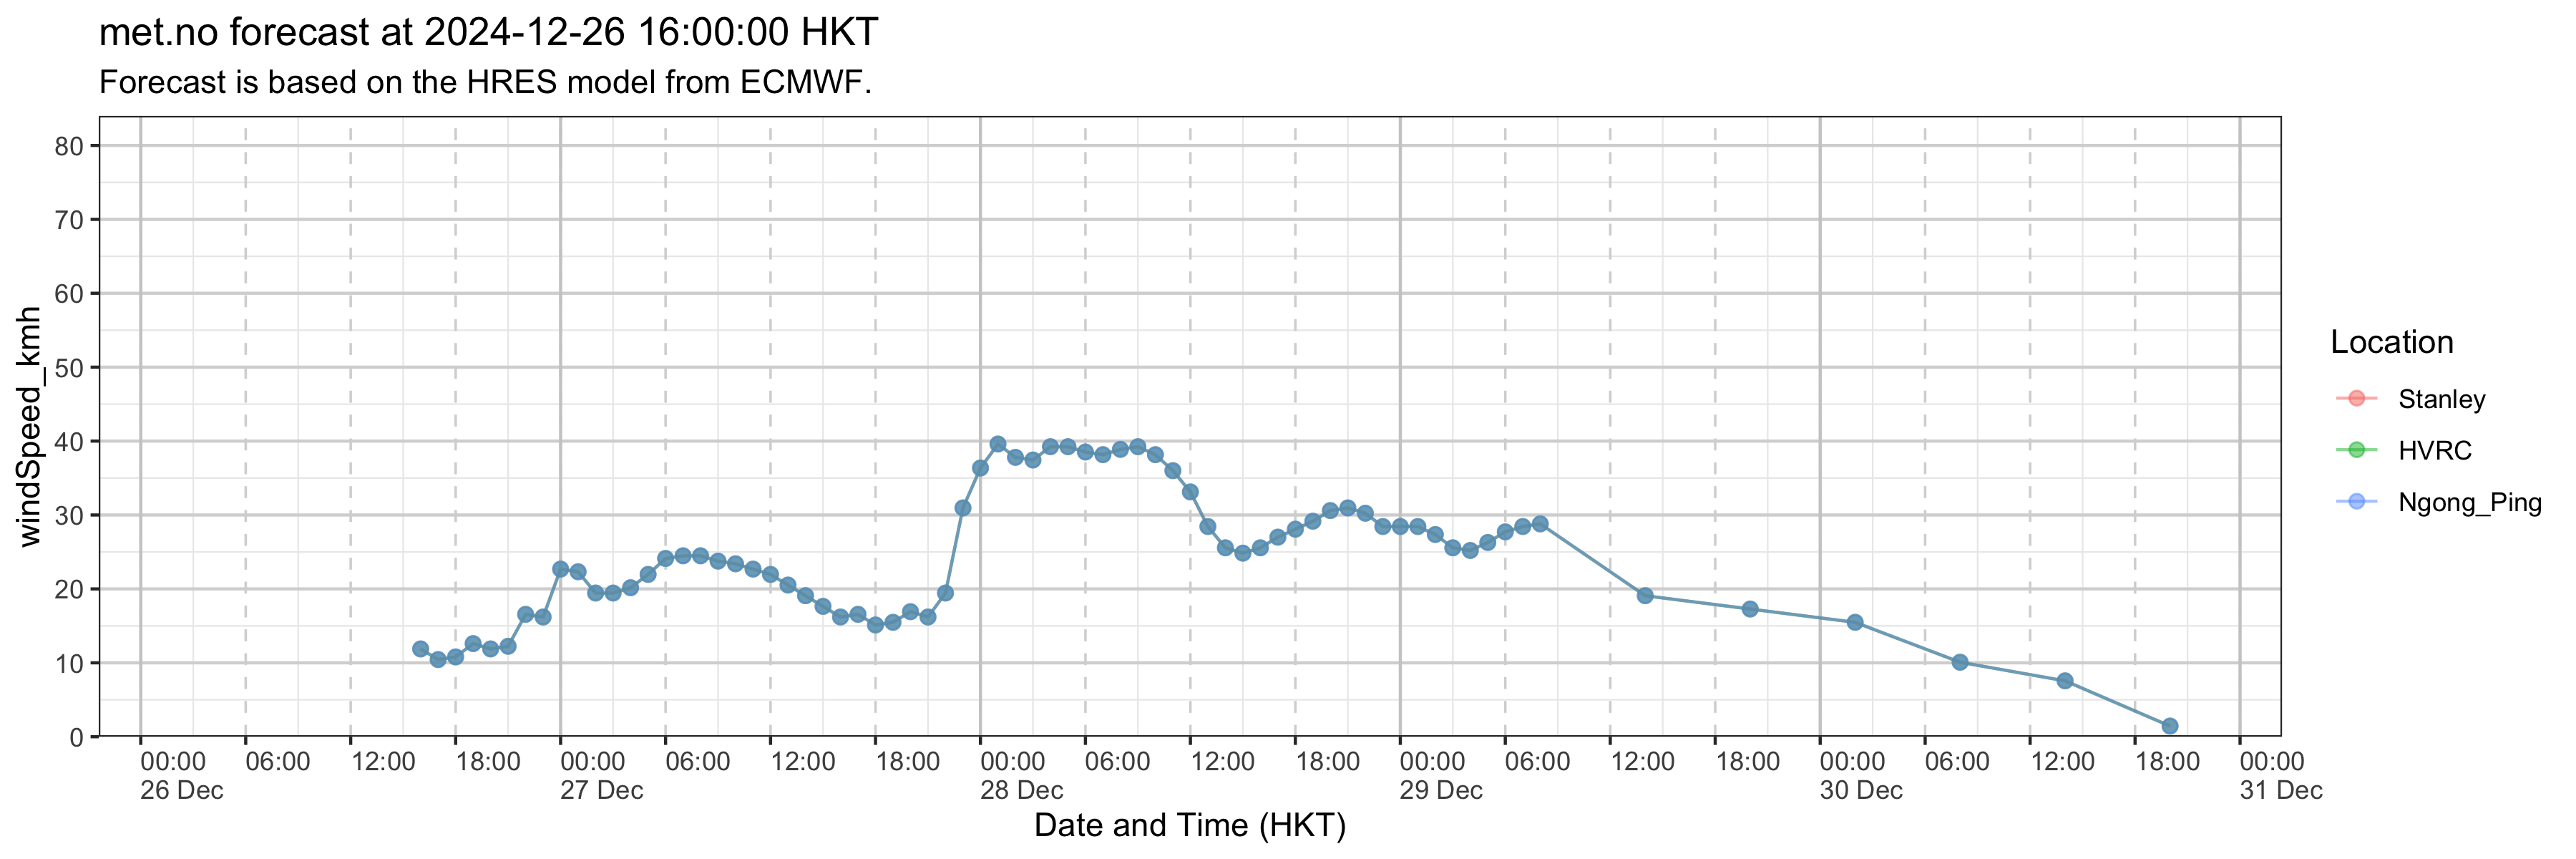 met.no forecast at 2024-12-26 16:00:00 HKT
Forecast is based on the HRES model from ECMWF.
windSpeed_kmh
80
70
60
50
40
30
20
10
0
00:00 06:00 12:00 18:00 00:00 06:00 12:00 18:00 00:00 06:00 12:00 18:00 00:00 06:00 12:00 18:00 00:00 06:00 12:00 18:00 00:00
26 Dec 27 Dec 28 Dec 29 Dec 30 Dec 31 Dec
Date and Time (HKT)
Location
Stanley
HVRC
Ngong_Ping